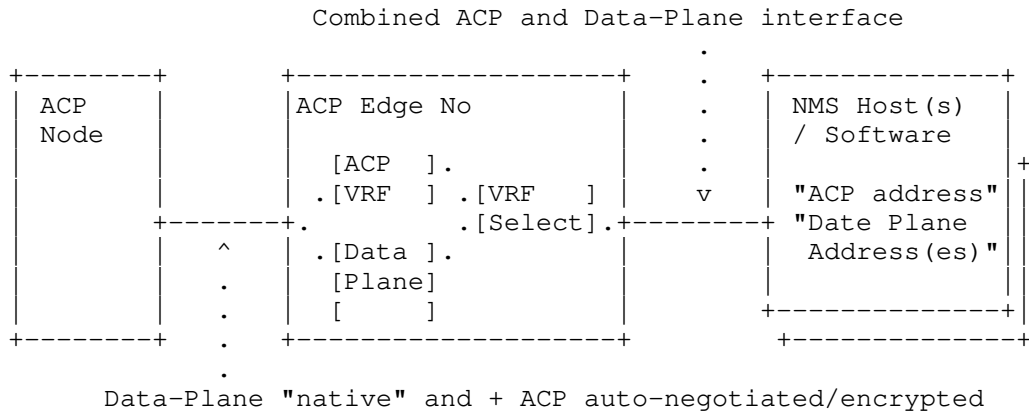 Combined ACP and Data-Plane interface
ACP ACP Edge No NMS Host(s)
Node / Software
[ACP ].
.[VRF ] .[VRF ] v "ACP address"
. .[Select]. "Date Plane
^ .[Data ]. Address(es)"
[Plane]
[ ]
Data-Plane "native" and + ACP auto-negotiated/encrypted